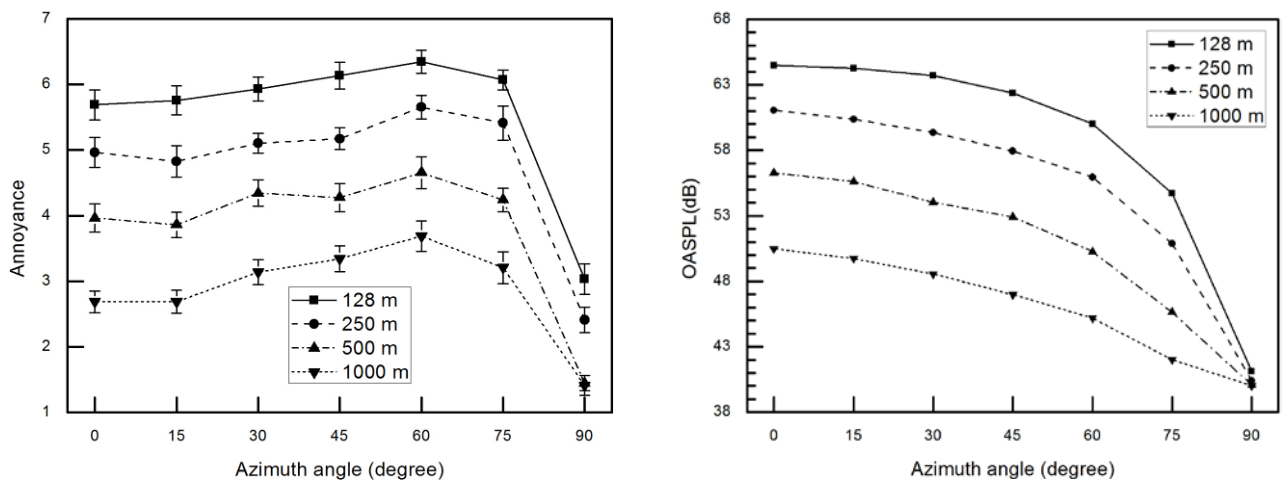 7
6
5
4
3
2
1
Annoyance
128 m
250 m
500 m
1000 m
0 15 30 45 60 75 90
Azimuth angle (degree)
68
63
58
53
48
43
38
OASPL(dB)
128 m
250 m
500 m
1000 m
0 15 30 45 60 75 90
Azimuth angle (degree)